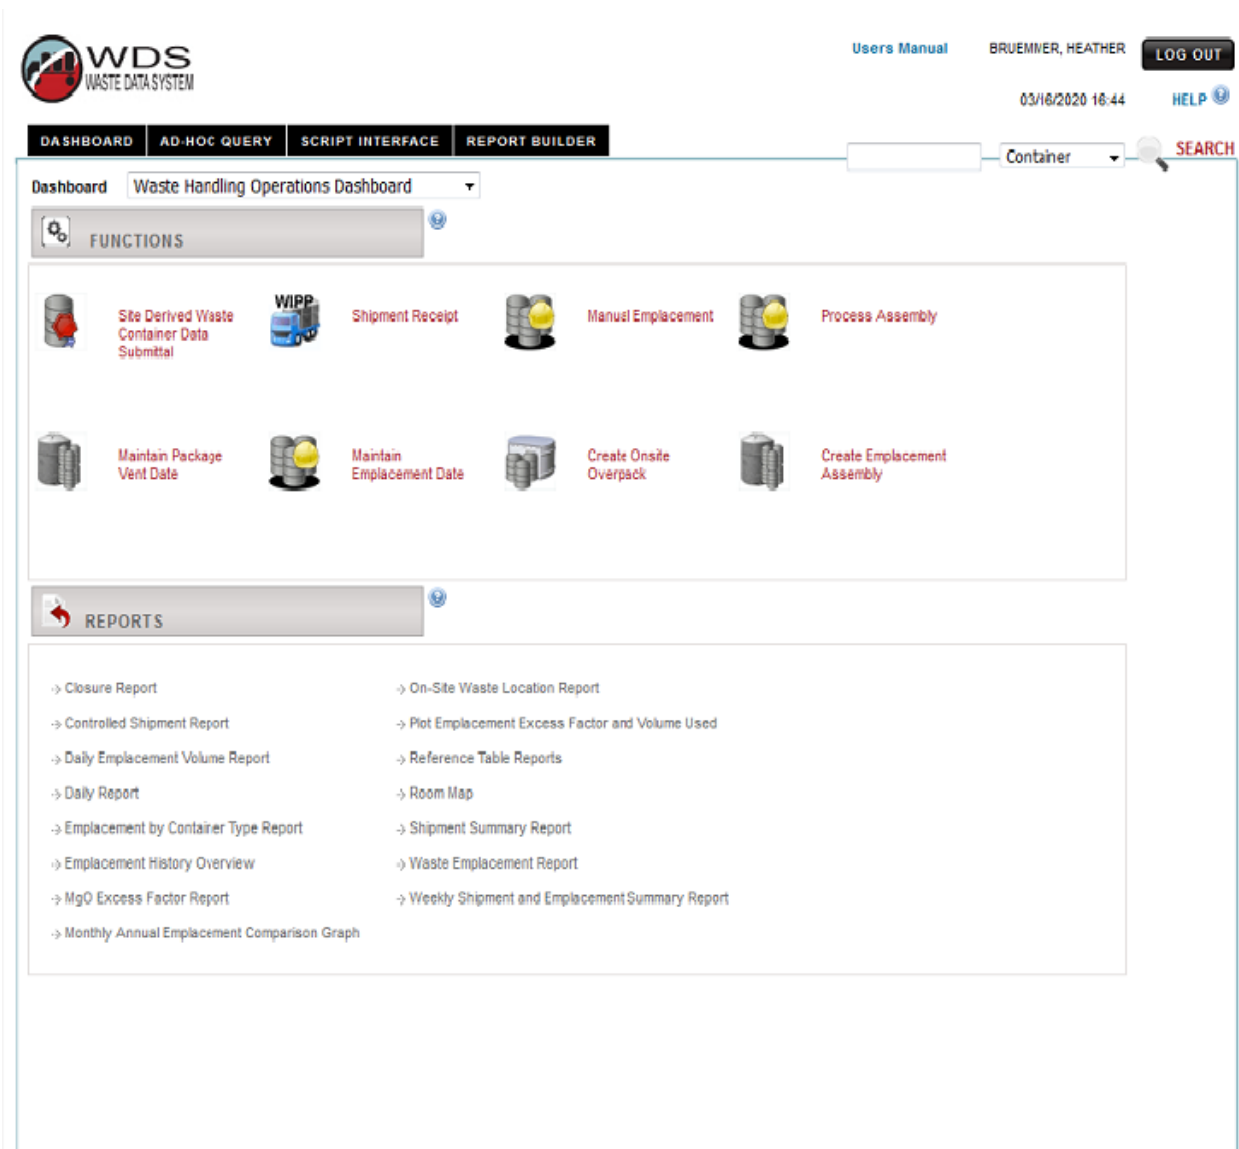 WDS
WASTE DATA SYSTEM
Users Manual BRUEMMER, HEATHER LOG OUT
03/16/2020 16:44 HELP
DASHBOARD AD-HOC QUERY SCRIPT INTERFACE REPORT BUILDER
Container SEARCH
Dashboard Waste Handling Operations Dashboard
FUNCTIONS
Site Derived Waste
Container Data
Submittal
WIPP
Shipment Receipt
Manual Emplacement
Process Assembly
Maintain Package
Vent Date
Maintain
Emplacement Date
Create Onsite
Overpack
Create Emplacement
Assembly
REPORTS
Closure Report
Controlled Shipment Report
Daily Emplacement Volume Report
Daily Report
Emplacement by Container Type Report
Emplacement History Overview
MgO Excess Factor Report
Monthly Annual Emplacement Comparison Graph
On-Site Waste Location Report
Plot Emplacement Excess Factor and Volume Used
Reference Table Reports
Room Map
Shipment Summary Report
Waste Emplacement Report
Weekly Shipment and Emplacement Summary Report